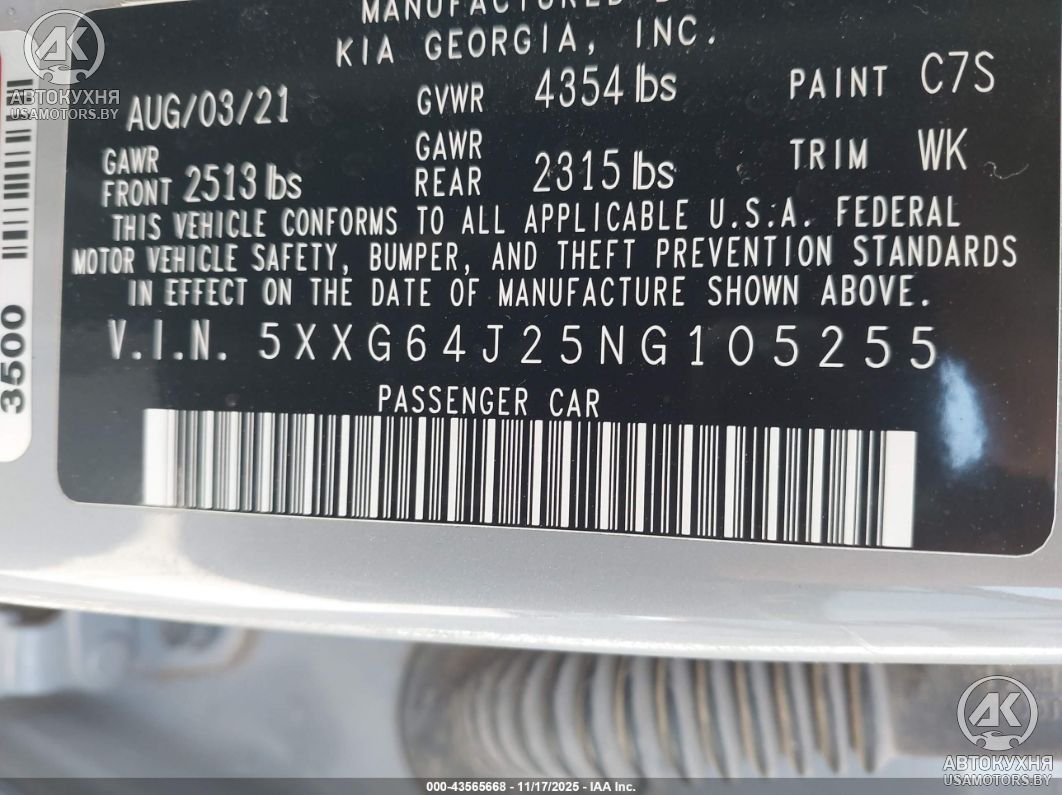 MANUFACTURED
KIA GEORGIA, INC.
AUG/03/21 GVWR 4354 lbs PAINT C7S
GAWR FRONT 2513 lbs GAWR REAR 2315 lbs TRIM WK
THIS VEHICLE CONFORMS TO ALL APPLICABLE U.S.A. FEDERAL
MOTOR VEHICLE SAFETY, BUMPER, AND THEFT PREVENTION STANDARDS
IN EFFECT ON THE DATE OF MANUFACTURE SHOWN ABOVE.
V.I.N. 5XXG64J25NG105255
PASSENGER CAR
3500
АК
АВТОКУХНЯ
USAMOTORS.BY
АК
АВТОКУХНЯ
USAMOTORS.BY
000-43565668 - 11/17/2025 - IAA Inc.